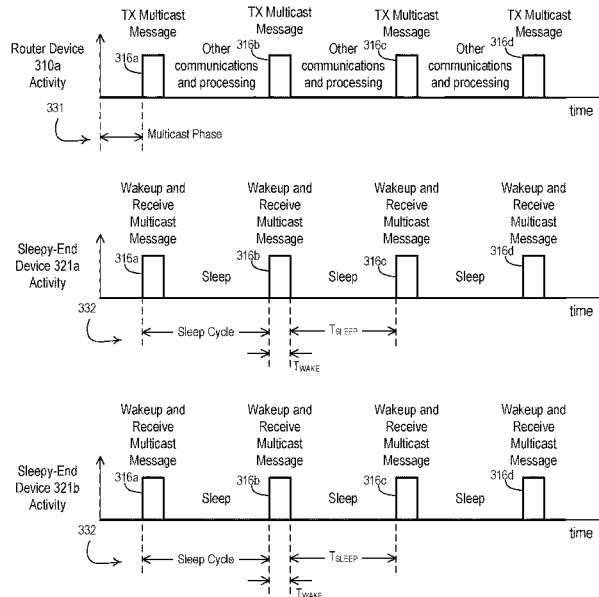 TX Multicast Message
TX Multicast Message
TX Multicast Message
TX Multicast Message
Router Device 310a Activity
316a
Other communications and processing
316b
Other communications and processing
316c
Other communications and processing
316d
time
331
Multicast Phase
Wakeup and Receive Multicast Message
Wakeup and Receive Multicast Message
Wakeup and Receive Multicast Message
Wakeup and Receive Multicast Message
Sleepy-End Device 321a Activity
316a
Sleep
316b
Sleep
316c
Sleep
316d
time
332
Sleep Cycle
TSLEEP
TWAKE
Wakeup and Receive Multicast Message
Wakeup and Receive Multicast Message
Wakeup and Receive Multicast Message
Wakeup and Receive Multicast Message
Sleepy-End Device 321b Activity
316a
Sleep
316b
Sleep
316c
Sleep
316d
time
332
Sleep Cycle
TSLEEP
TWAKE